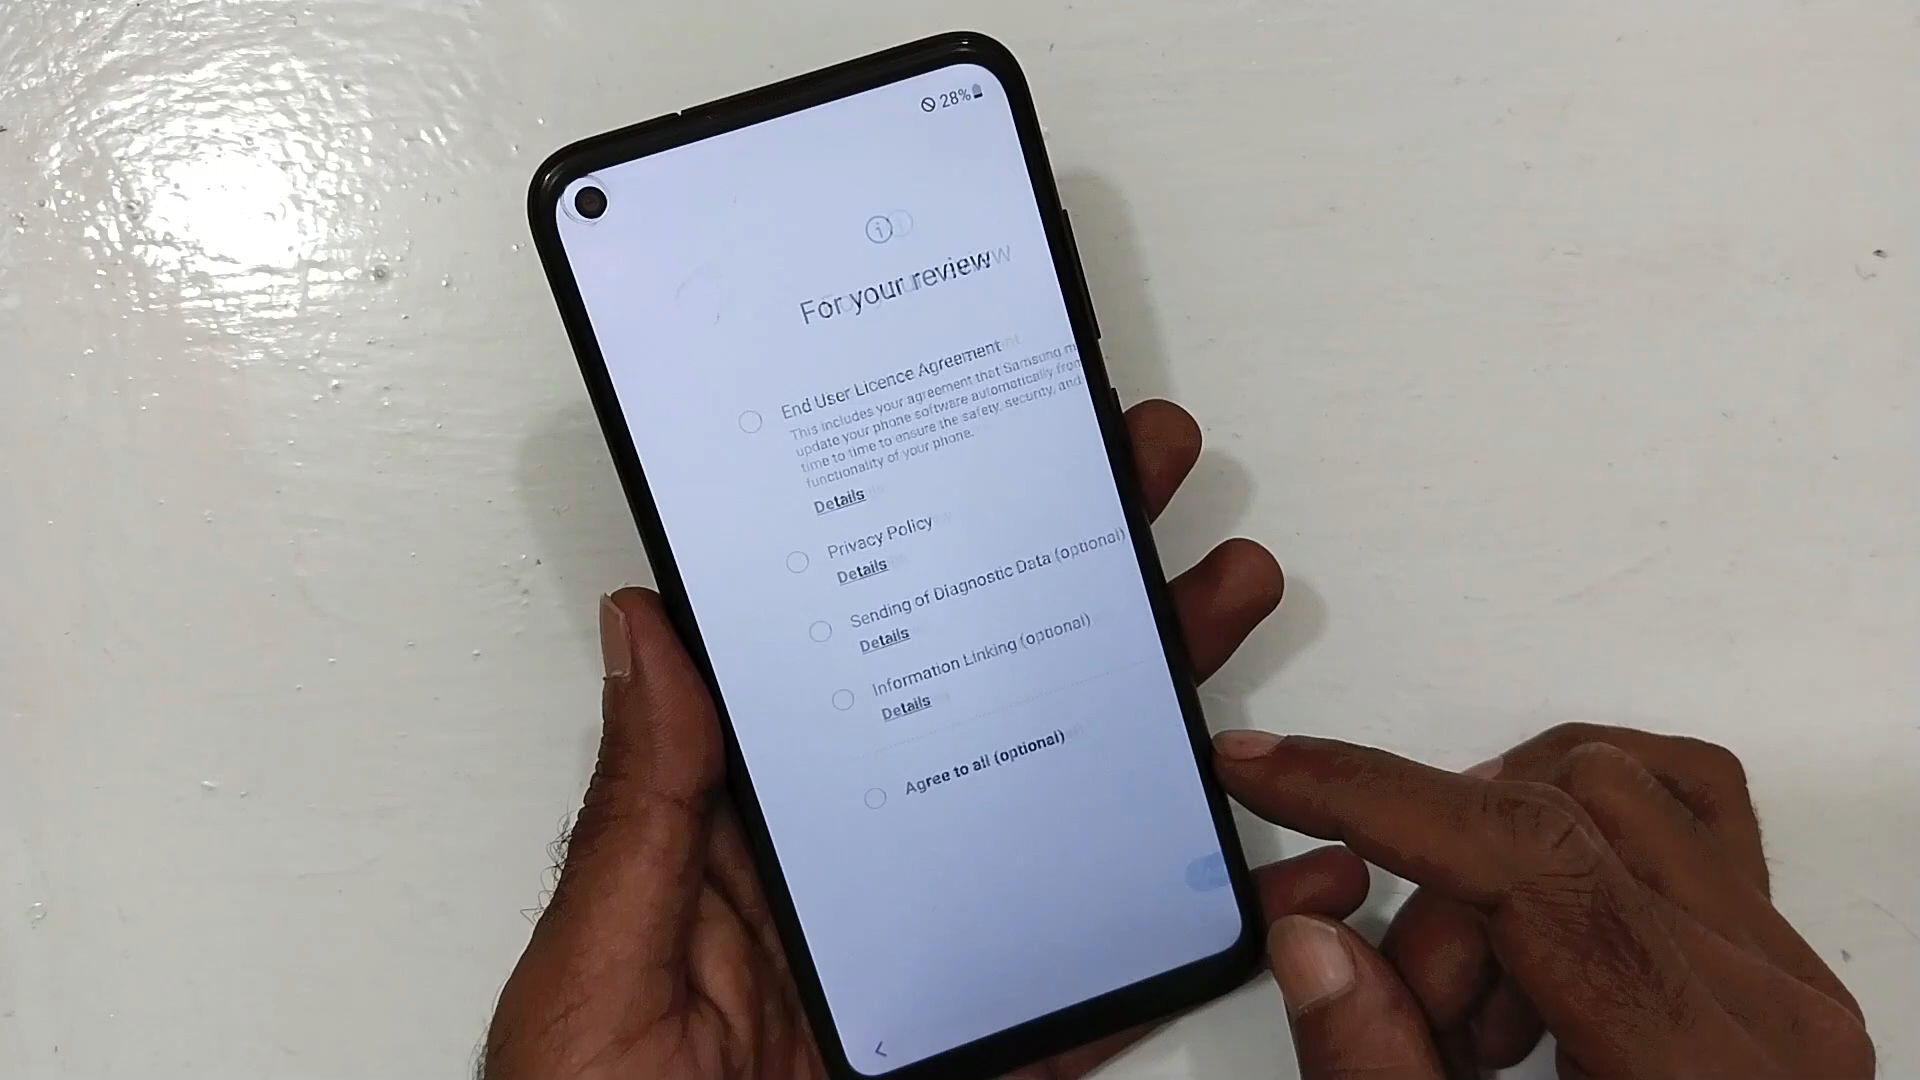 28%
For your review
End User Licence Agreement
This includes your agreement that Samsung
update your phone software automatically from
time to time to ensure the safety, security, and
functionality of your phone.
Details
Privacy Policy
Details
Sending of Diagnostic Data (optional)
Details
Information Linking (optional)
Details
Agree to all (optional)